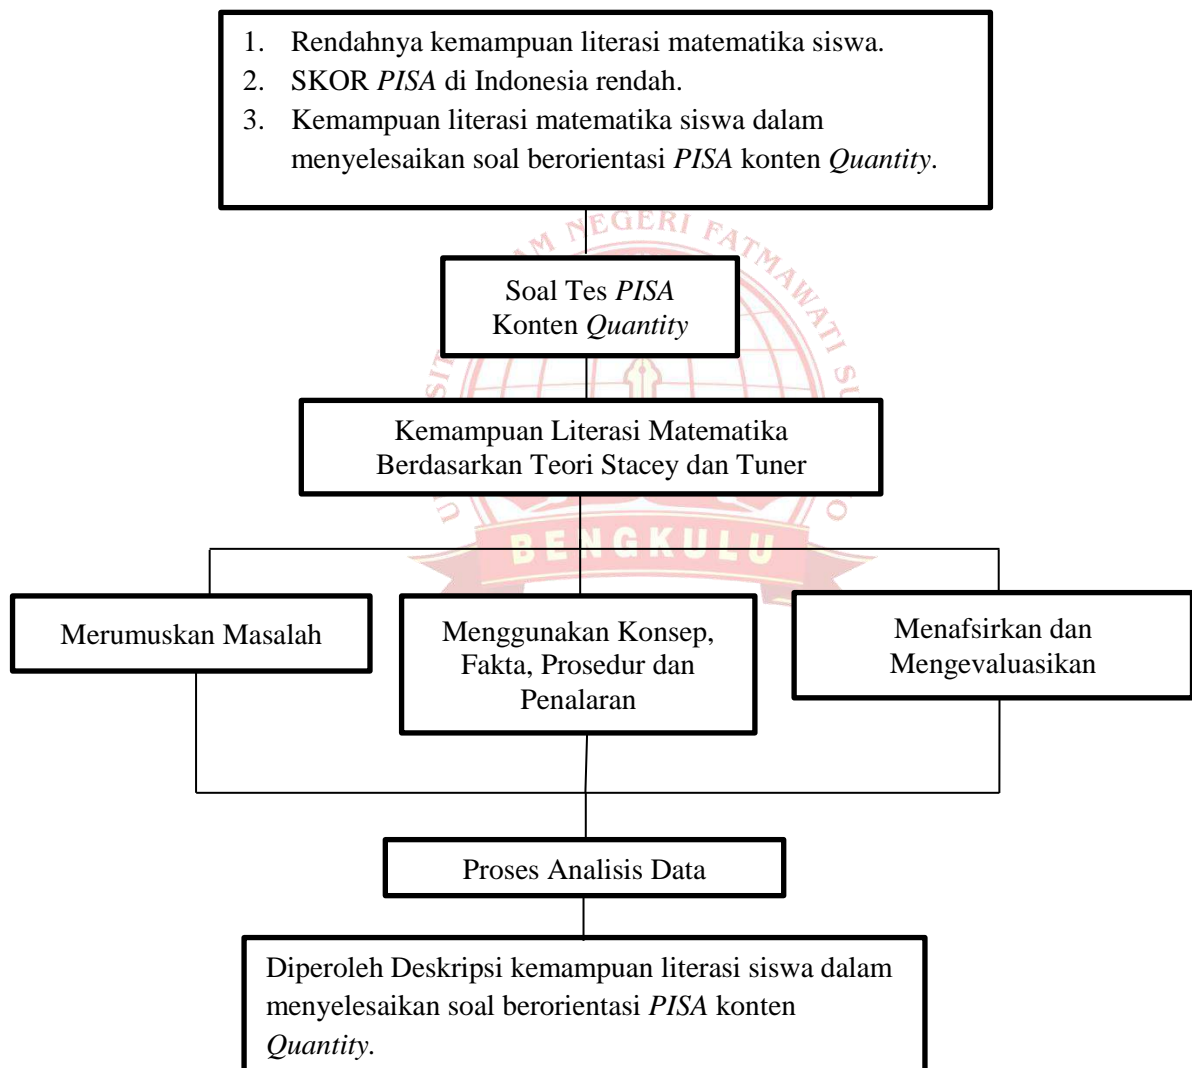 1. Rendahnya kemampuan literasi matematika siswa.
2. SKOR PISA di Indonesia rendah.
3. Kemampuan literasi matematika siswa dalam
menyelesaikan soal berorientasi PISA konten Quantity.
NEGERI FATMAWATI
Soal Tes PISA
Konten Quantity
Kemampuan Literasi Matematika
Berdasarkan Teori Stacey dan Tuner
BENGKULU
Merumuskan Masalah
Menggunakan Konsep,
Fakta, Prosedur dan
Penalaran
Menafsirkan dan
Mengevaluasikan
Proses Analisis Data
Diperoleh Deskripsi kemampuan literasi siswa dalam
menyelesaikan soal berorientasi PISA konten
Quantity.